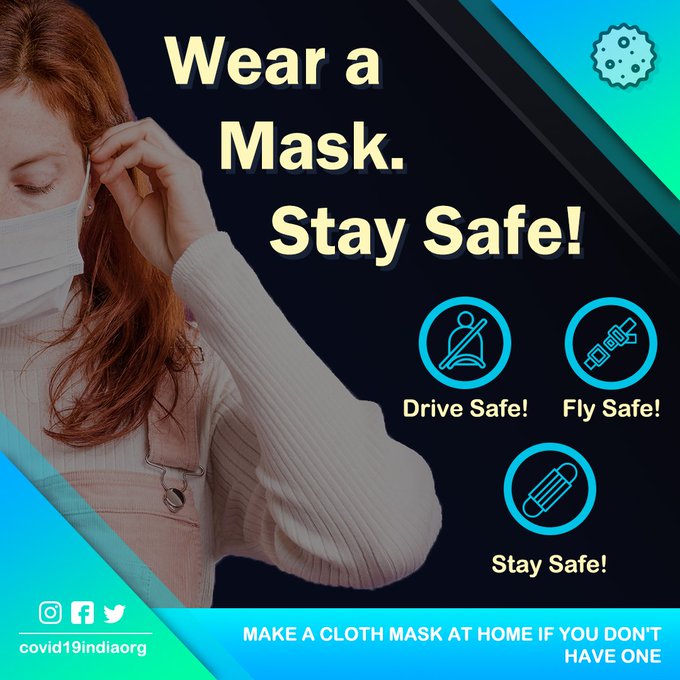 Wear a
Mask.
Stay Safe!
Drive Safe!
Fly Safe!
Stay Safe!
covid19indiaorg
MAKE A CLOTH MASK AT HOME IF YOU DON'T
HAVE ONE